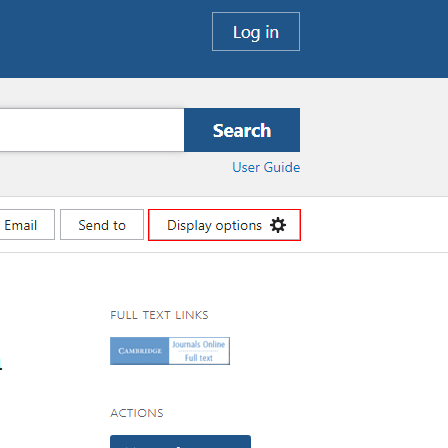 Log in
Search
User Guide
Email
Send to
Display options
FULL TEXT LINKS
CAMBRIDGE
Journals Online
Full text
ACTIONS